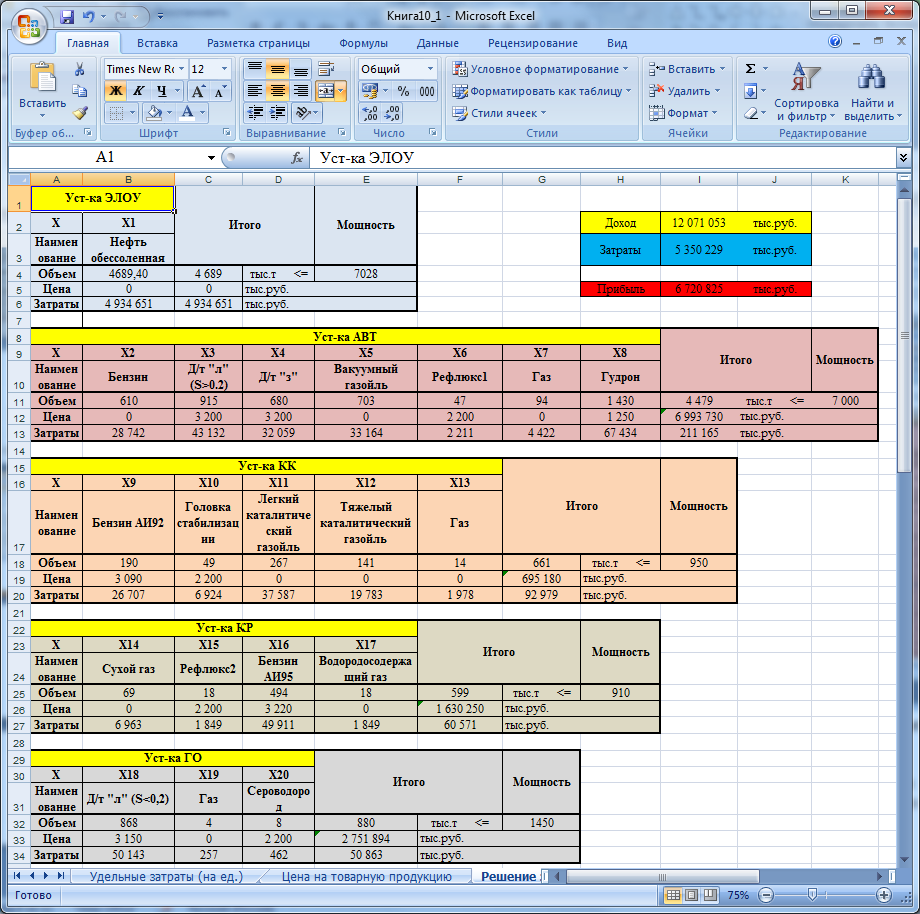 Книга10_1 - Microsoft Excel
Главная Вставка Разметка страницы Формулы Данные Рецензирование Вид
Вставить
Буфер об...
Times New Ro 12
Ж К Ч A A
Шрифт
Выравнивание
Общий
% 000
Число
Условное форматирование
Форматировать как таблицу
Стили ячеек
Стили
Вставить
Удалить
Формат
Ячейки
Σ
Сортировка и фильтр
Найти и выделить
Редактирование
A1 fx Уст-ка ЭЛОУ
A B C D E F G H I J K
1 Уст-ка ЭЛОУ Итого Мощность
2 X X1 Доход 12 071 053 тыс.руб.
3 Наимен ование Нефть обессоленная Затраты 5 350 229 тыс.руб.
4 Объем 4689,40 4 689 тыс.т <= 7028
5 Цена 0 0 тыс.руб. Прибыль 6 720 825 тыс.руб.
6 Затраты 4 934 651 4 934 651 тыс.руб.
7
8 Уст-ка АВТ Итого Мощность
9 X X2 X3 X4 X5 X6 X7 X8
10 Наимен ование Бензин Д/т "л" (S>0.2) Д/т "з" Вакуумный газойль Рефлюкс1 Газ Гудрон
11 Объем 610 915 680 703 47 94 1 430 4 479 тыс.т <= 7 000
12 Цена 0 3 200 3 200 0 2 200 0 1 250 6 993 730 тыс.руб.
13 Затраты 28 742 43 132 32 059 33 164 2 211 4 422 67 434 211 165 тыс.руб.
14
15 Уст-ка КК Итого Мощность
16 X X9 X10 X11 X12 X13
17 Наимен ование Бензин АИ92 Головка стабилизац ии Легкий каталитиче ский газойль Тяжелый каталитический газойль Газ
18 Объем 190 49 267 141 14 661 тыс.т <= 950
19 Цена 3 090 2 200 0 0 0 695 180 тыс.руб.
20 Затраты 26 707 6 924 37 587 19 783 1 978 92 979 тыс.руб.
21
22 Уст-ка КР Итого Мощность
23 X X14 X15 X16 X17
24 Наимен ование Сухой газ Рефлюкс2 Бензин АИ95 Водородосодержа щий газ
25 Объем 69 18 494 18 599 тыс.т <= 910
26 Цена 0 2 200 3 220 0 1 630 250 тыс.руб.
27 Затраты 6 963 1 849 49 911 1 849 60 571 тыс.руб.
28
29 Уст-ка ГО Итого Мощность
30 X X18 X19 X20
31 Наимен ование Д/т "л" (S<0,2) Газ Сероводоро д
32 Объем 868 4 8 880 тыс.т <= 1450
33 Цена 3 150 0 2 200 2 751 894 тыс.руб.
34 Затраты 50 143 257 462 50 863 тыс.руб.
Удельные затраты (на ед.) Цена на товарную продукцию Решение
Готово 75%